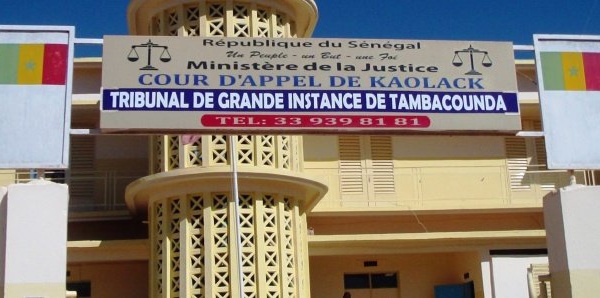 République du Sénégal
Un Peuple - un But - une Foi
Ministère de la Justice
COUR D'APPEL DE KAOLACK
TRIBUNAL DE GRANDE INSTANCE DE TAMBACOUNDA
TEL: 33 939 81 81